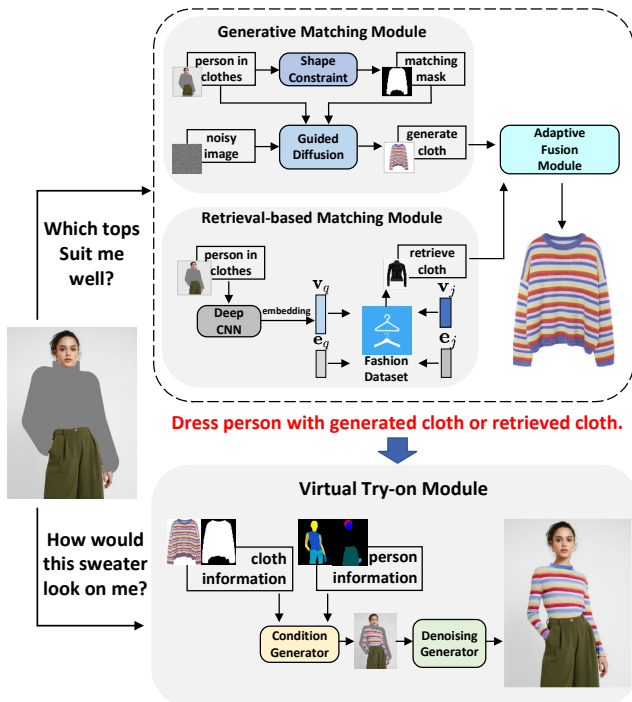 Generative Matching Module
person in
clothes
Shape
Constraint
matching
mask
noisy
image
Guided
Diffusion
generate
cloth
Adaptive
Fusion
Module
Which tops
Suit me
well?
Retrieval-based Matching Module
person in
clothes
retrieve
cloth
Deep
CNN
embedding
v_q
v_j
e_q
e_j
Fashion
Dataset
Dress person with generated cloth or retrieved cloth.
Virtual Try-on Module
How would
this sweater
look on me?
cloth
information
person
information
Condition
Generator
Denoising
Generator